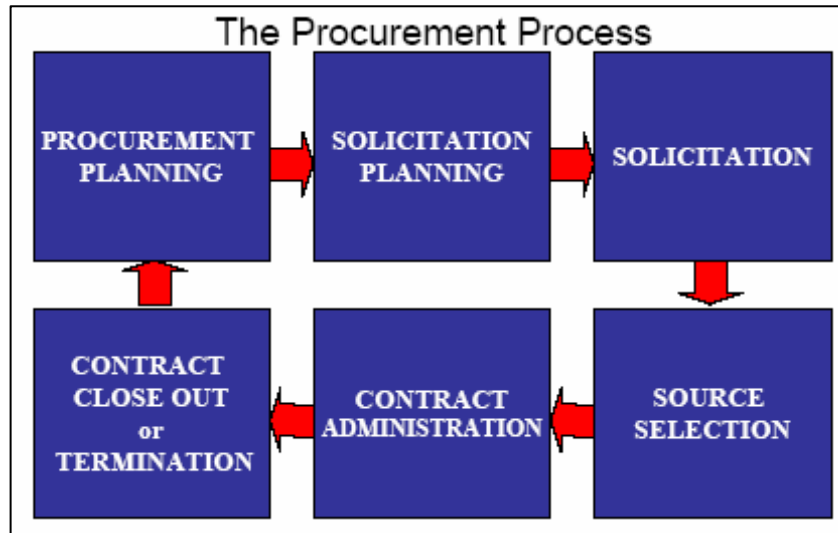 The Procurement Process
PROCUREMENT
PLANNING
SOLICITATION
PLANNING
SOLICITATION
SOURCE
SELECTION
CONTRACT
ADMINISTRATION
CONTRACT
CLOSE OUT
or
TERMINATION